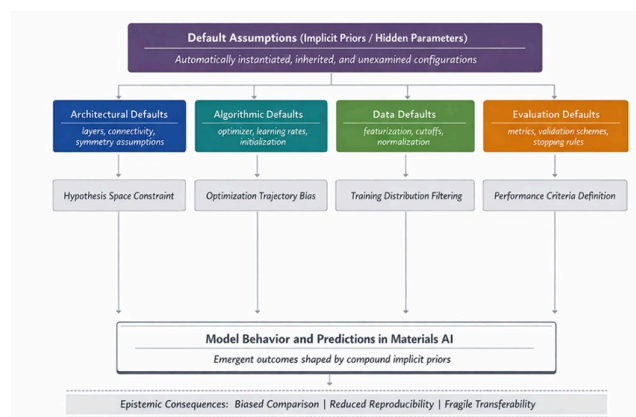 Default Assumptions (Implicit Priors / Hidden Parameters)
Automatically instantiated, inherited, and unexamined configurations
Architectural Defaults
layers, connectivity,
symmetry assumptions
Algorithmic Defaults
optimizer, learning rates,
initialization
Data Defaults
featurization, cutoffs,
normalization
Evaluation Defaults
metrics, validation schemes,
stopping rules
Hypothesis Space Constraint
Optimization Trajectory Bias
Training Distribution Filtering
Performance Criteria Definition
Model Behavior and Predictions in Materials AI
Emergent outcomes shaped by compound implicit priors
Epistemic Consequences: Biased Comparison | Reduced Reproducibility | Fragile Transferability